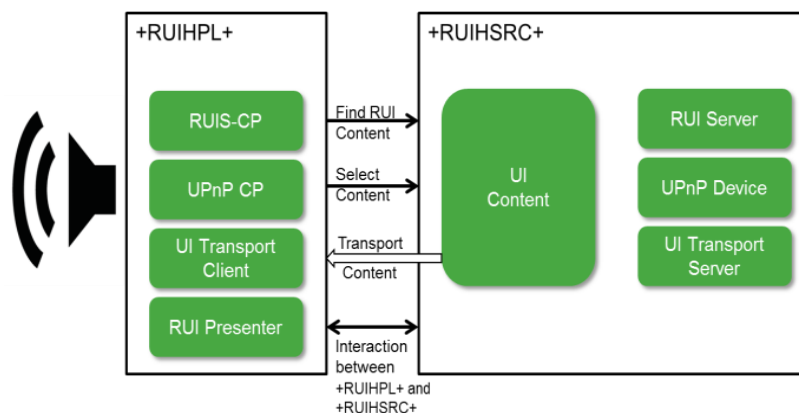 +RUIHPL+
RUIS-CP
UPnP CP
UI Transport
Client
RUI Presenter
Find RUI
Content
Select
Content
Transport
Content
Interaction
between
+RUIHPL+ and
+RUIHSRC+
+RUIHSRC+
UI
Content
RUI Server
UPnP Device
UI Transport
Server